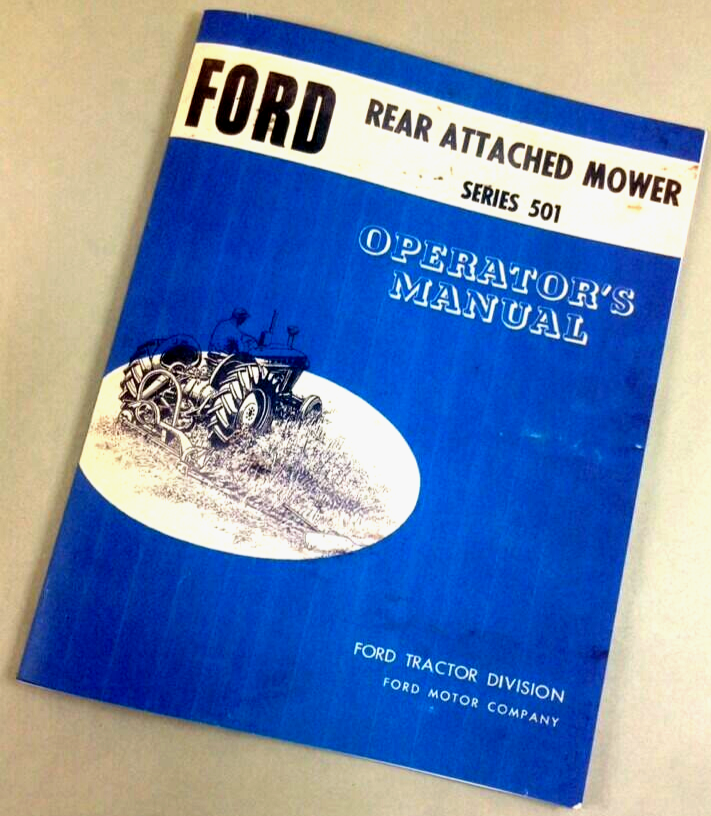 FORD
REAR ATTACHED MOWER
SERIES 501
OPERATOR'S
MANUAL
FORD TRACTOR DIVISION
FORD MOTOR COMPANY